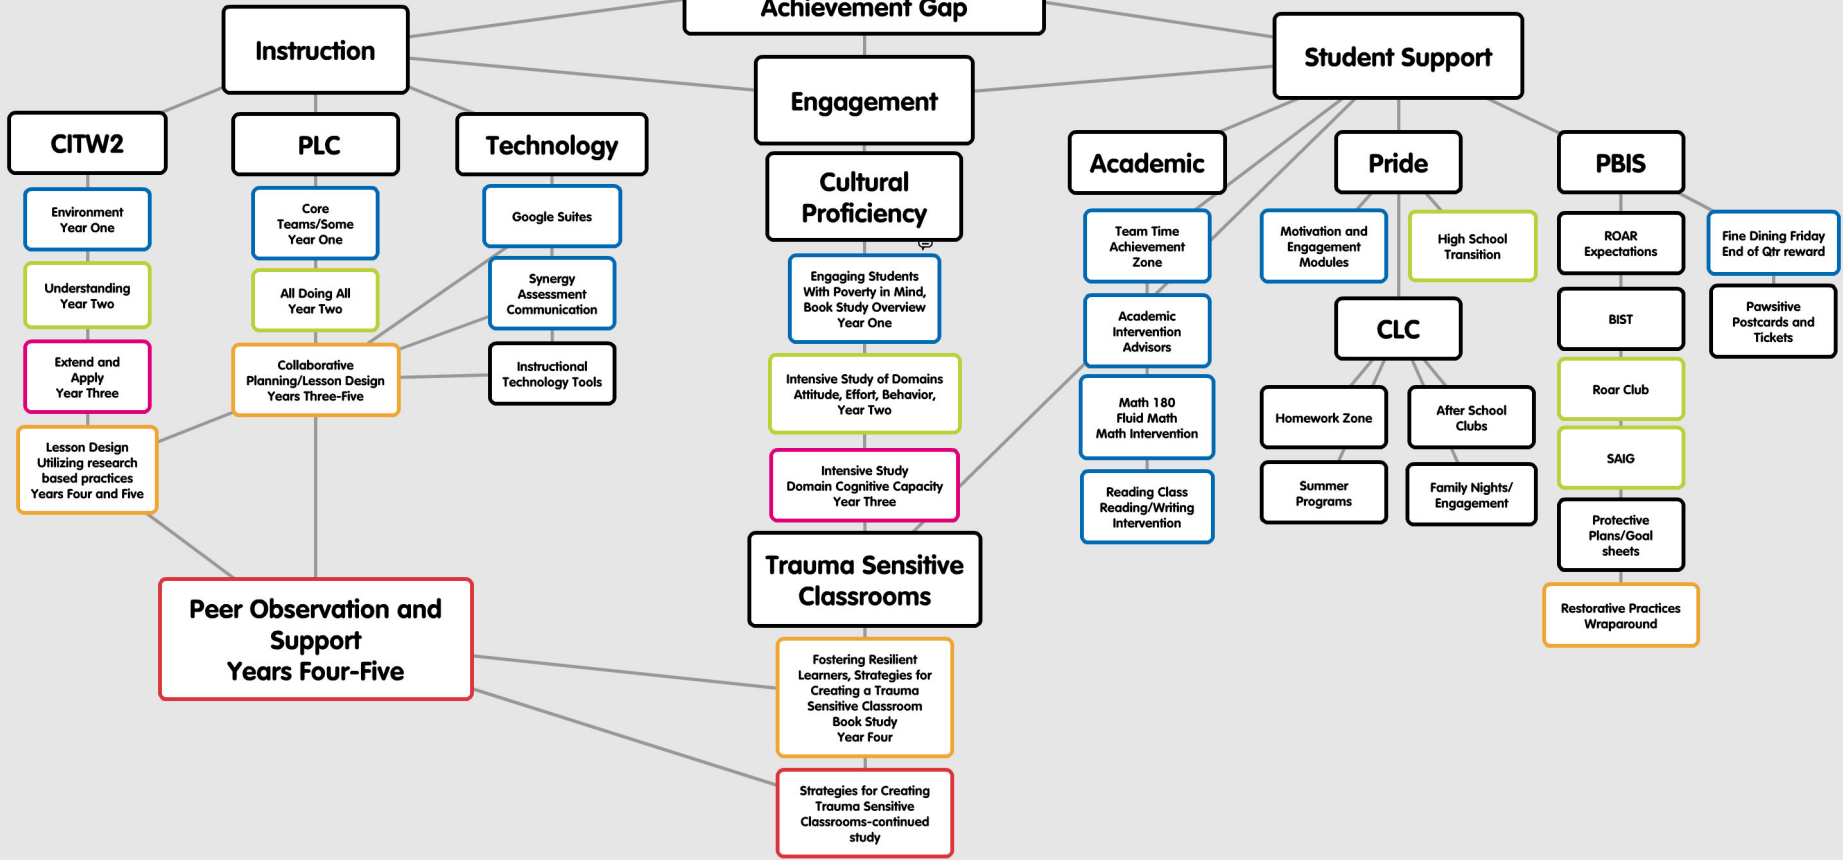 Achievement Gap
Instruction
Engagement
Student Support
CITW2
Environment
Year One
Understanding
Year Two
Extend and
Apply
Year Three
Lesson Design
Utilizing research
based practices
Years Four and Five
PLC
Core
Teams/Some
Year One
All Doing All
Year Two
Collaborative
Planning/Lesson Design
Years Three-Five
Technology
Google Suites
Synergy
Assessment
Communication
Instructional
Technology Tools
Peer Observation and
Support
Years Four-Five
Cultural
Proficiency
Engaging Students
With Poverty in Mind,
Book Study Overview
Year One
Intensive Study of Domains
Attitude, Effort, Behavior,
Year Two
Intensive Study
Domain Cognitive Capacity
Year Three
Trauma Sensitive
Classrooms
Fostering Resilient
Learners, Strategies for
Creating a Trauma
Sensitive Classroom
Book Study
Year Four
Strategies for Creating
Trauma Sensitive
Classrooms-continued
study
Academic
Team Time
Achievement
Zone
Academic
Intervention
Advisors
Math 180
Fluid Math
Math Intervention
Reading Class
Reading/Writing
Intervention
Pride
Motivation and
Engagement
Modules
High School
Transition
CLC
Homework Zone
After School
Clubs
Summer
Programs
Family Nights/
Engagement
PBIS
ROAR
Expectations
BIST
Roar Club
SAIG
Protective
Plans/Goal
sheets
Restorative Practices
Wraparound
Fine Dining Friday
End of Qtr reward
Pawsitive
Postcards and
Tickets